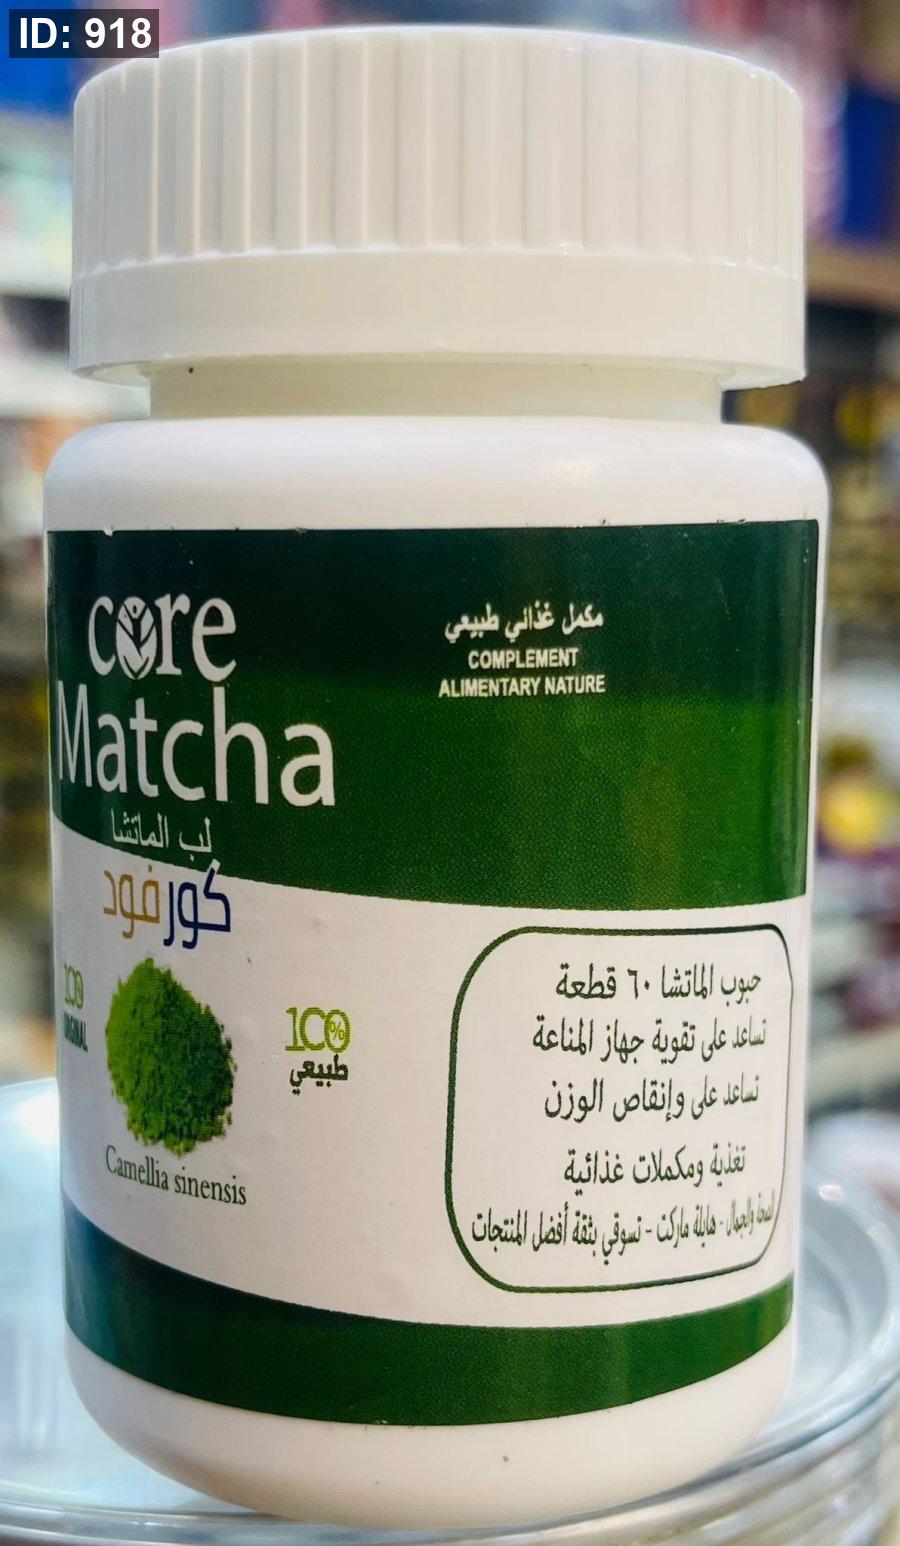 ID: 918
core
Matcha
لب الماتشا
كورفود
100
ORGINAL
100%
طبيعي
Camellia sinensis
مكمل غذائي طبيعي
COMPLEMENT
ALIMENTARY NATURE
حبوب الماتشا ٦٠ قطعة
تساعد على تقوية جهاز المناعة
تساعد على وإنقاص الوزن
تغذية ومكملات غذائية
الصحة والجمال - هايلة ماركت - تسوقي بثقة أفضل المنتجات